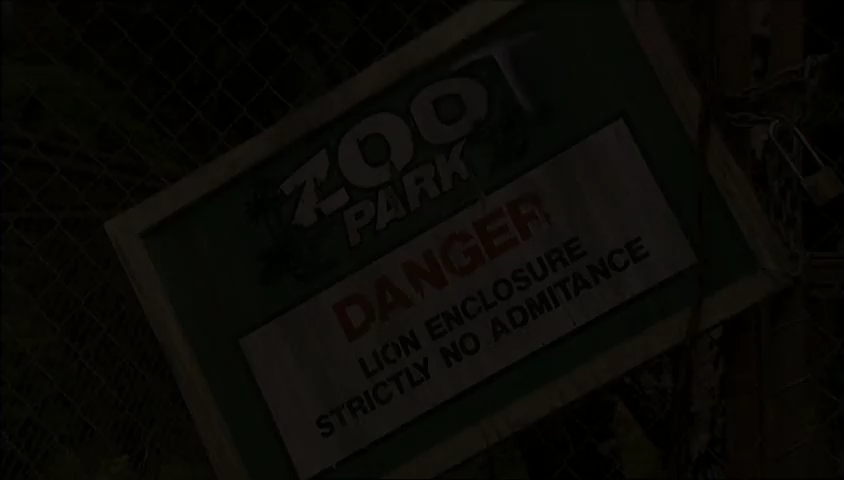 ZOO
PARK
DANGER
LION ENCLOSURE
STRICTLY NO ADMITANCE